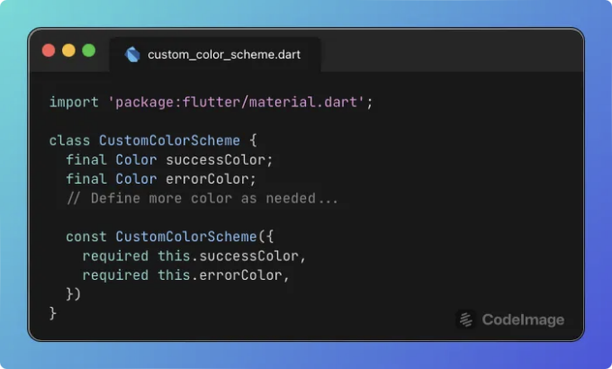 custom_color_scheme.dart
import 'package:flutter/material.dart';
class CustomColorScheme {
  final Color successColor;
  final Color errorColor;
  // Define more color as needed...
  const CustomColorScheme({
    required this.successColor,
    required this.errorColor,
  })
}
CodeImage